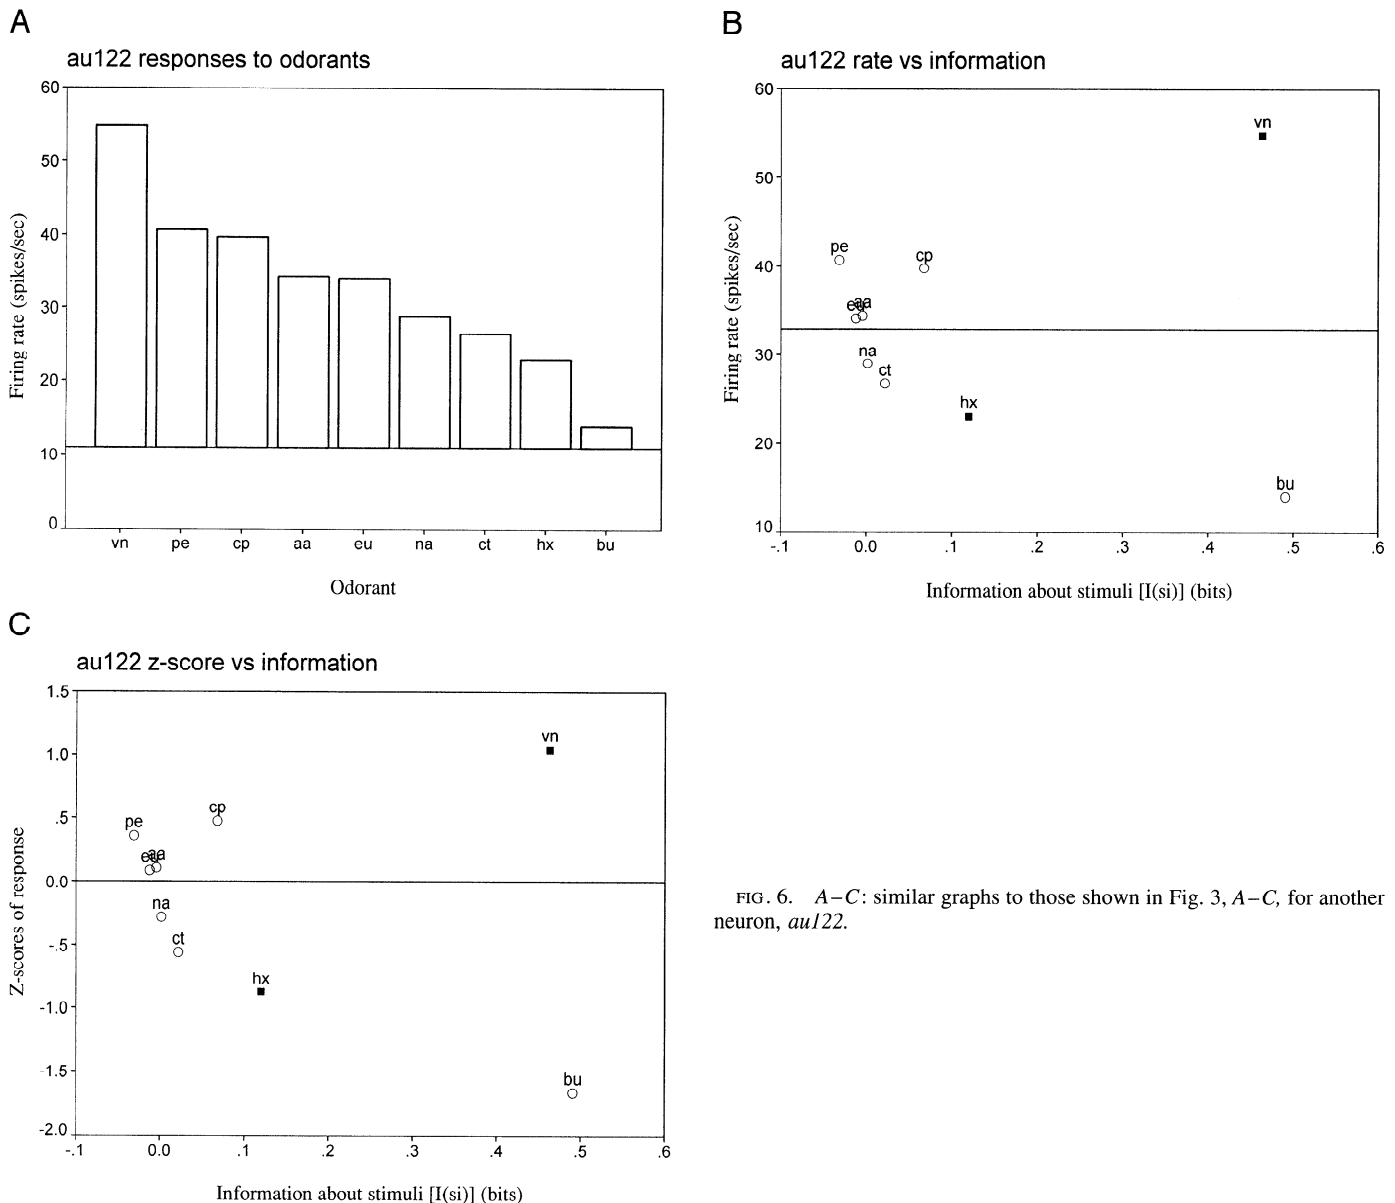 A
au122 responses to odorants
60
50
40
30
20
10
0
Firing rate (spikes/sec)
vn pe cp aa eu na ct hx bu
Odorant
B
au122 rate vs information
60
50
40
30
20
10
Firing rate (spikes/sec)
vn
pe
cp
eu aa
na
ct
hx
bu
-.1 0.0 .1 .2 .3 .4 .5 .6
Information about stimuli [I(si)] (bits)
C
au122 z-score vs information
1.5
1.0
.5
0.0
-.5
-1.0
-1.5
-2.0
Z-scores of response
vn
cp
pe
eu aa
na
ct
hx
bu
-.1 0.0 .1 .2 .3 .4 .5 .6
Information about stimuli [I(si)] (bits)
FIG. 6. A–C: similar graphs to those shown in Fig. 3, A–C, for another
neuron, au122.